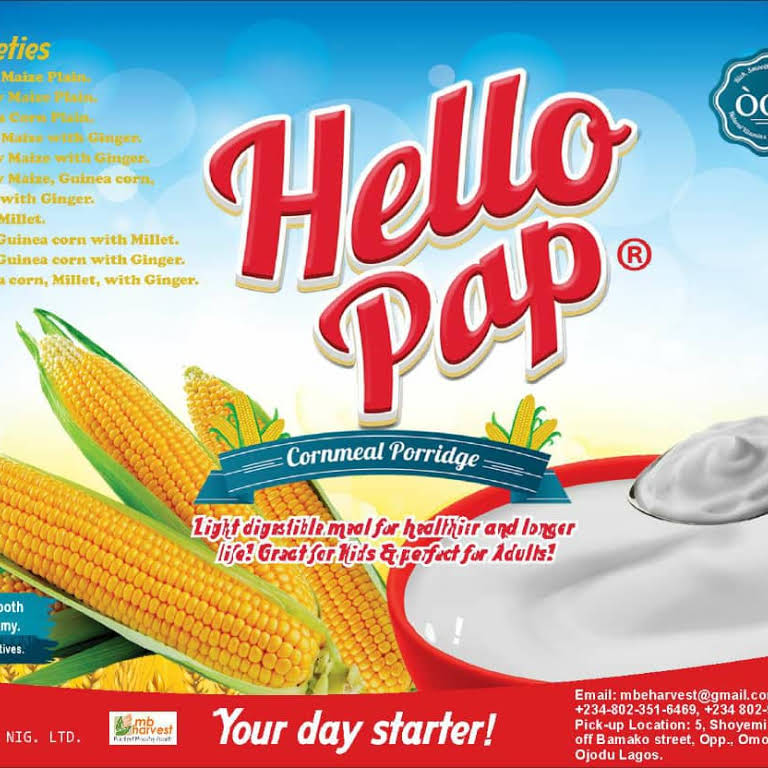 eties
Maize Plain.
Maize Plain.
Corn Plain.
Maize with Ginger.
Maize with Ginger.
Maize, Guinea corn,
with Ginger.
Millet.
Guinea corn with Millet.
Guinea corn with Ginger.
corn, Millet, with Ginger.
Hello
Pap®
Cornmeal Porridge
Light digestible meal for healthier and longer
life! Great for Kids & perfect for Adults!
ooth
my.
tives.
NIG. LTD.
mb
harvest
Your day starter!
Email: mbeharvest@gmail.co
+234-802-351-6469, +234 802-
Pick-up Location: 5, Shoyemi
off Bamako street, Opp., Omo
Ojodu Lagos.